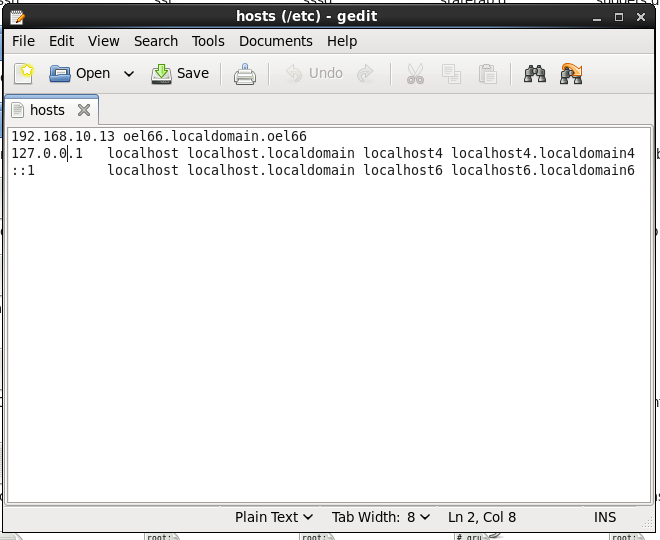 hosts (/etc) - gedit
File Edit View Search Tools Documents Help
Open Save Undo
hosts
192.168.10.13 oel66.localdomain.oel66
127.0.0.1 localhost localhost.localdomain localhost4 localhost4.localdomain4
::1 localhost localhost.localdomain localhost6 localhost6.localdomain6
Plain Text Tab Width: 8 Ln 2, Col 8 INS